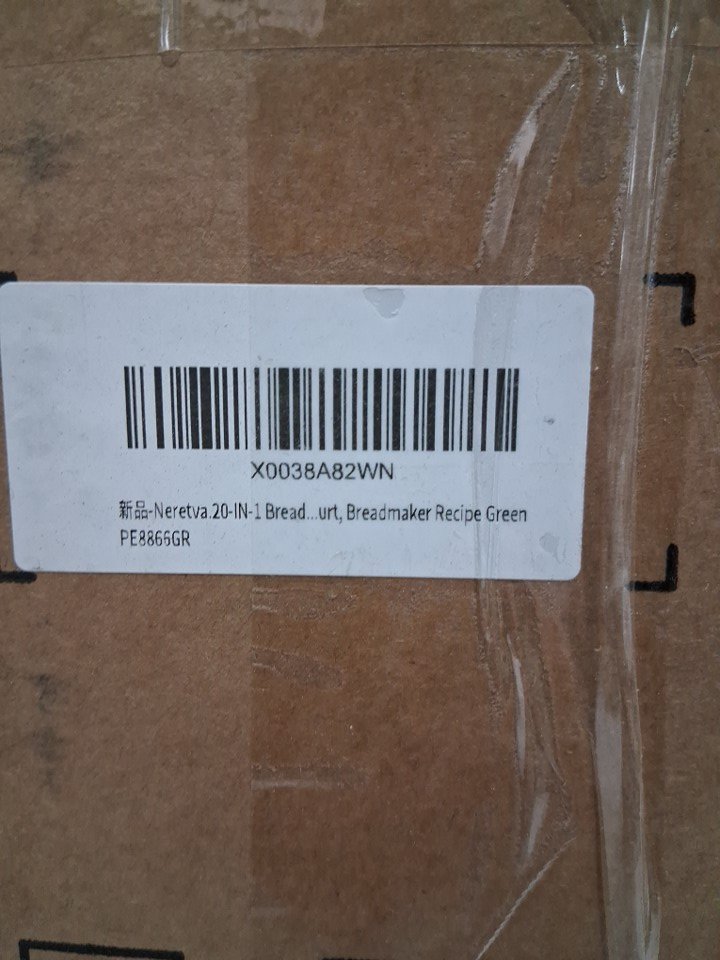 X0038A82WN
新品-Neretva.20-IN-1 Bread...urt, Breadmaker Recipe Green
PE8866GR